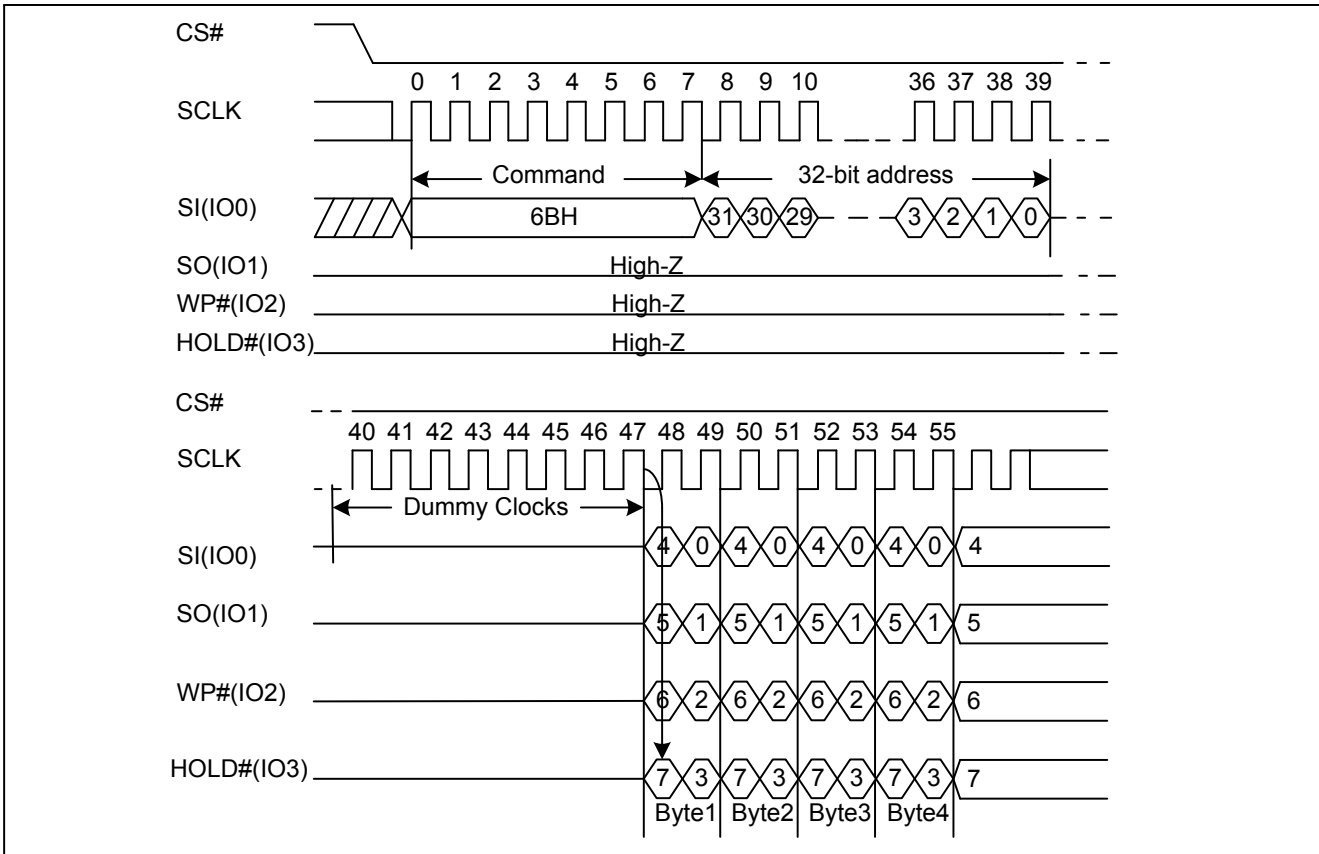 CS#
0 1 2 3 4 5 6 7 8 9 10 36 37 38 39
SCLK
Command 32-bit address
SI(IO0) 6BH 31 30 29 3 2 1 0
SO(IO1) High-Z
WP#(IO2) High-Z
HOLD#(IO3) High-Z
CS#
40 41 42 43 44 45 46 47 48 49 50 51 52 53 54 55
SCLK
Dummy Clocks
SI(IO0) 4 0 4 0 4 0 4 0 4
SO(IO1) 5 1 5 1 5 1 5 1 5
WP#(IO2) 6 2 6 2 6 2 6 2 6
HOLD#(IO3) 7 3 7 3 7 3 7 3 7
Byte1 Byte2 Byte3 Byte4